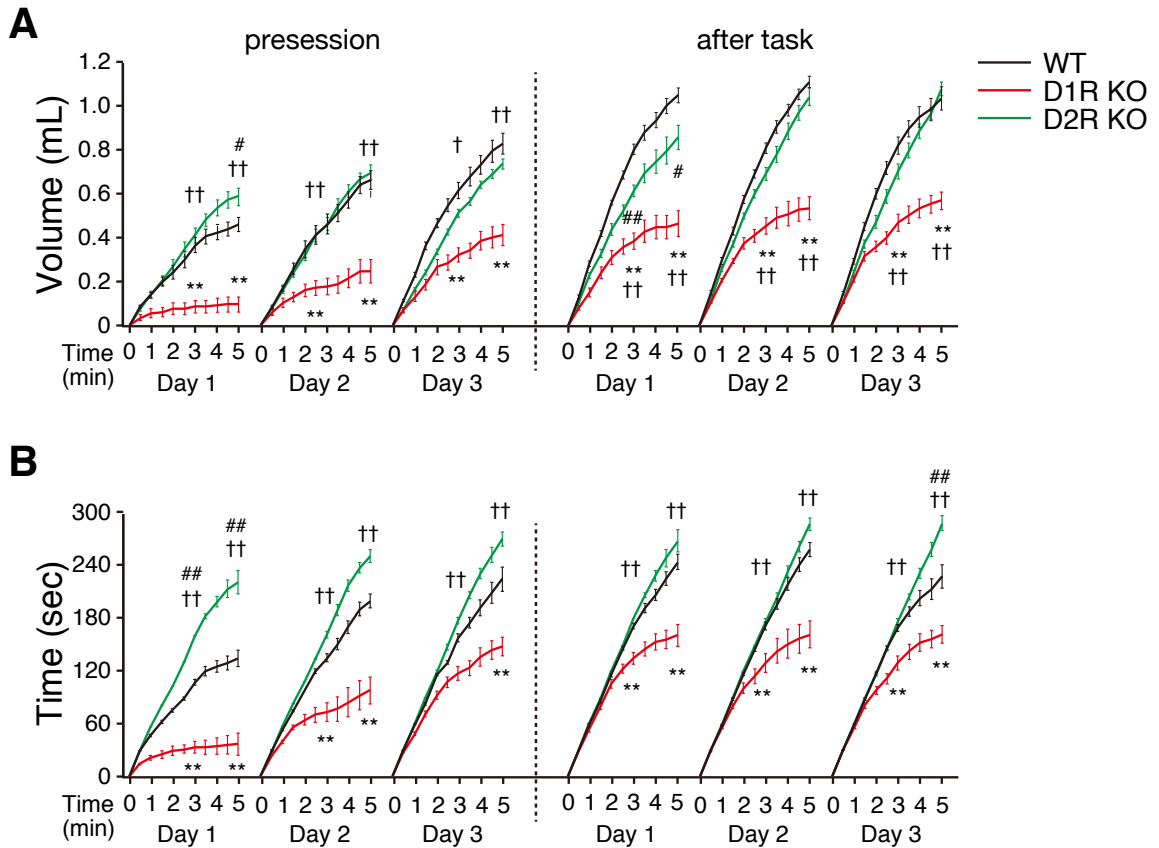 A
presession
after task
WT
D1R KO
D2R KO
Volume (mL)
1.2
1.0
0.8
0.6
0.4
0.2
0
#
††
††
**
**
††
††
**
**
††
†
**
**
##
**
††
#
**
††
**
††
**
††
**
††
**
††
Time
(min)
0 1 2 3 4 5
0 1 2 3 4 5
0 1 2 3 4 5
0 1 2 3 4 5
0 1 2 3 4 5
0 1 2 3 4 5
Day 1
Day 2
Day 3
Day 1
Day 2
Day 3
B
Time (sec)
300
240
180
120
60
0
##
††
##
††
**
**
††
††
**
**
††
††
**
††
††
**
**
††
††
**
**
##
††
††
**
**
Time
(min)
0 1 2 3 4 5
0 1 2 3 4 5
0 1 2 3 4 5
0 1 2 3 4 5
0 1 2 3 4 5
0 1 2 3 4 5
Day 1
Day 2
Day 3
Day 1
Day 2
Day 3